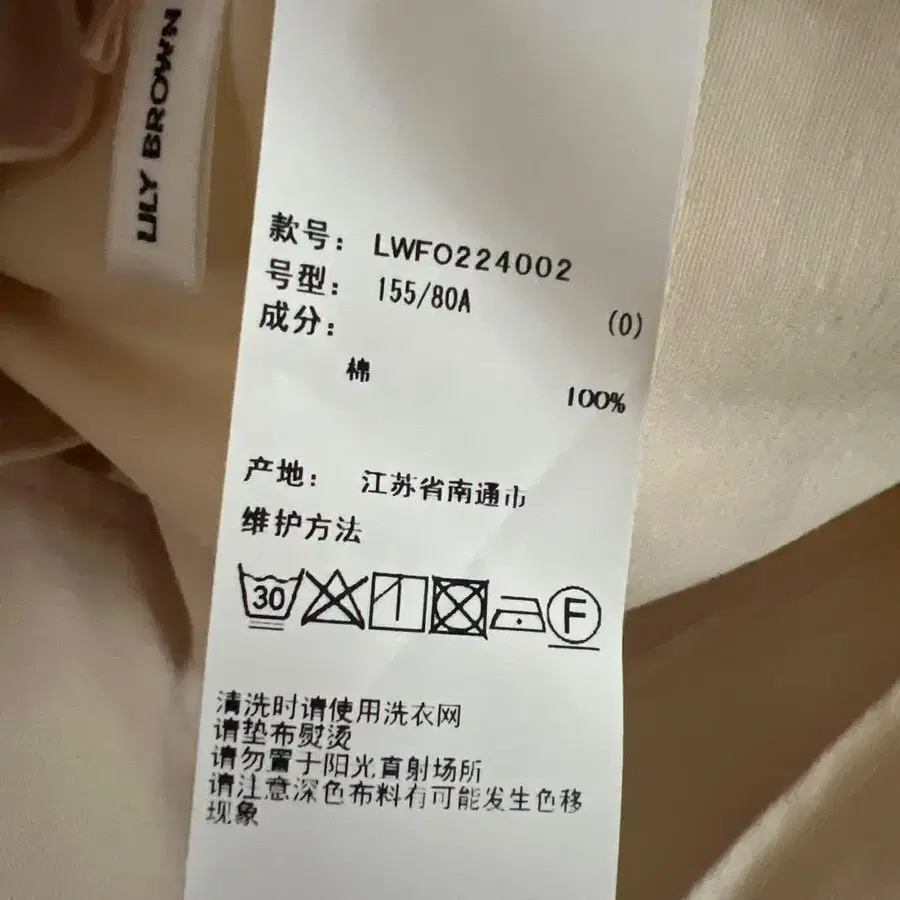 LILY BROWN
款号： LWFO224002
号型： 155/80A (0)
成分：
棉 100%
产地： 江苏省南通市
维护方法
30 F
清洗时请使用洗衣网
请垫布熨烫
请勿置于阳光直射场所
请注意深色布料有可能发生色移
现象